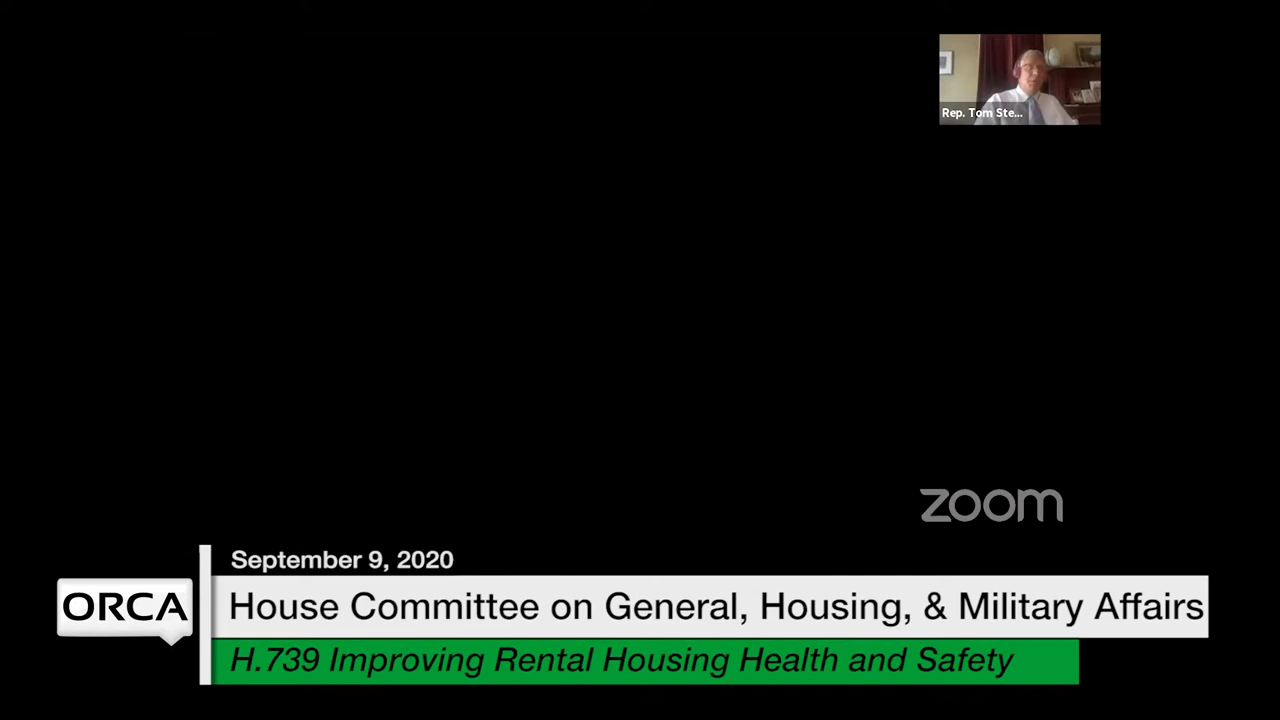 Rep. Tom Ste...
zoom
September 9, 2020
ORCA
House Committee on General, Housing, & Military Affairs
H.739 Improving Rental Housing Health and Safety